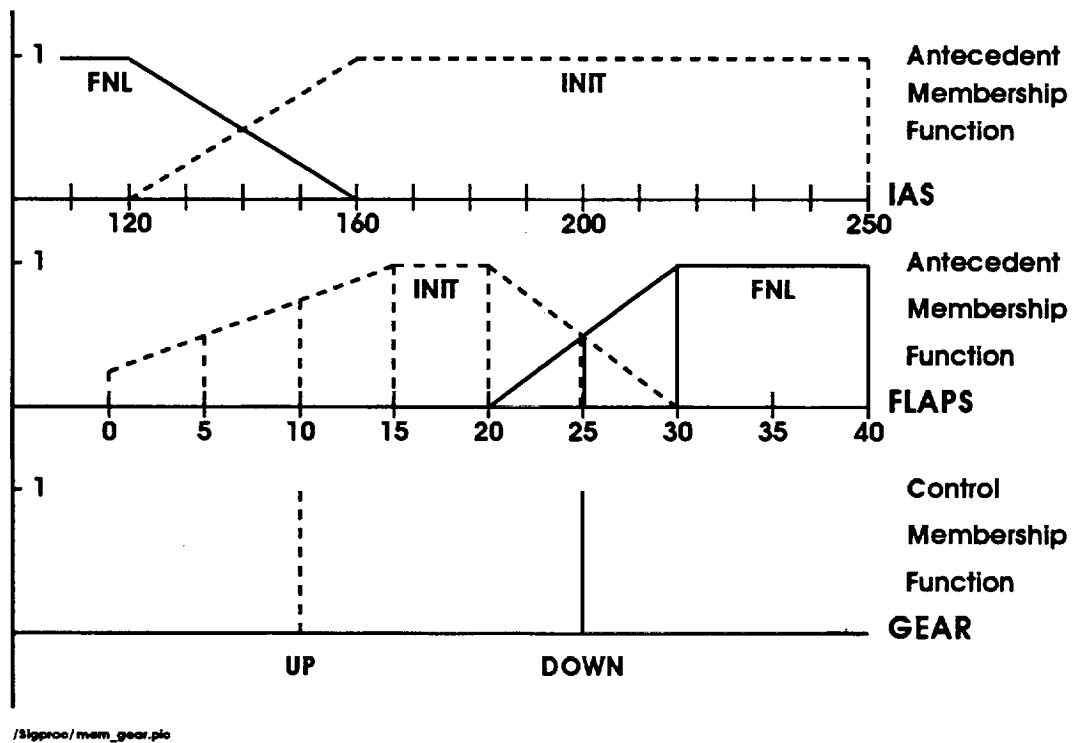 1
FNL
INIT
Antecedent
Membership
Function
IAS
120 160 200 250
1
INIT
FNL
Antecedent
Membership
Function
FLAPS
0 5 10 15 20 25 30 35 40
1
Control
Membership
Function
GEAR
UP DOWN
/Sigproc/mem_gear.pic